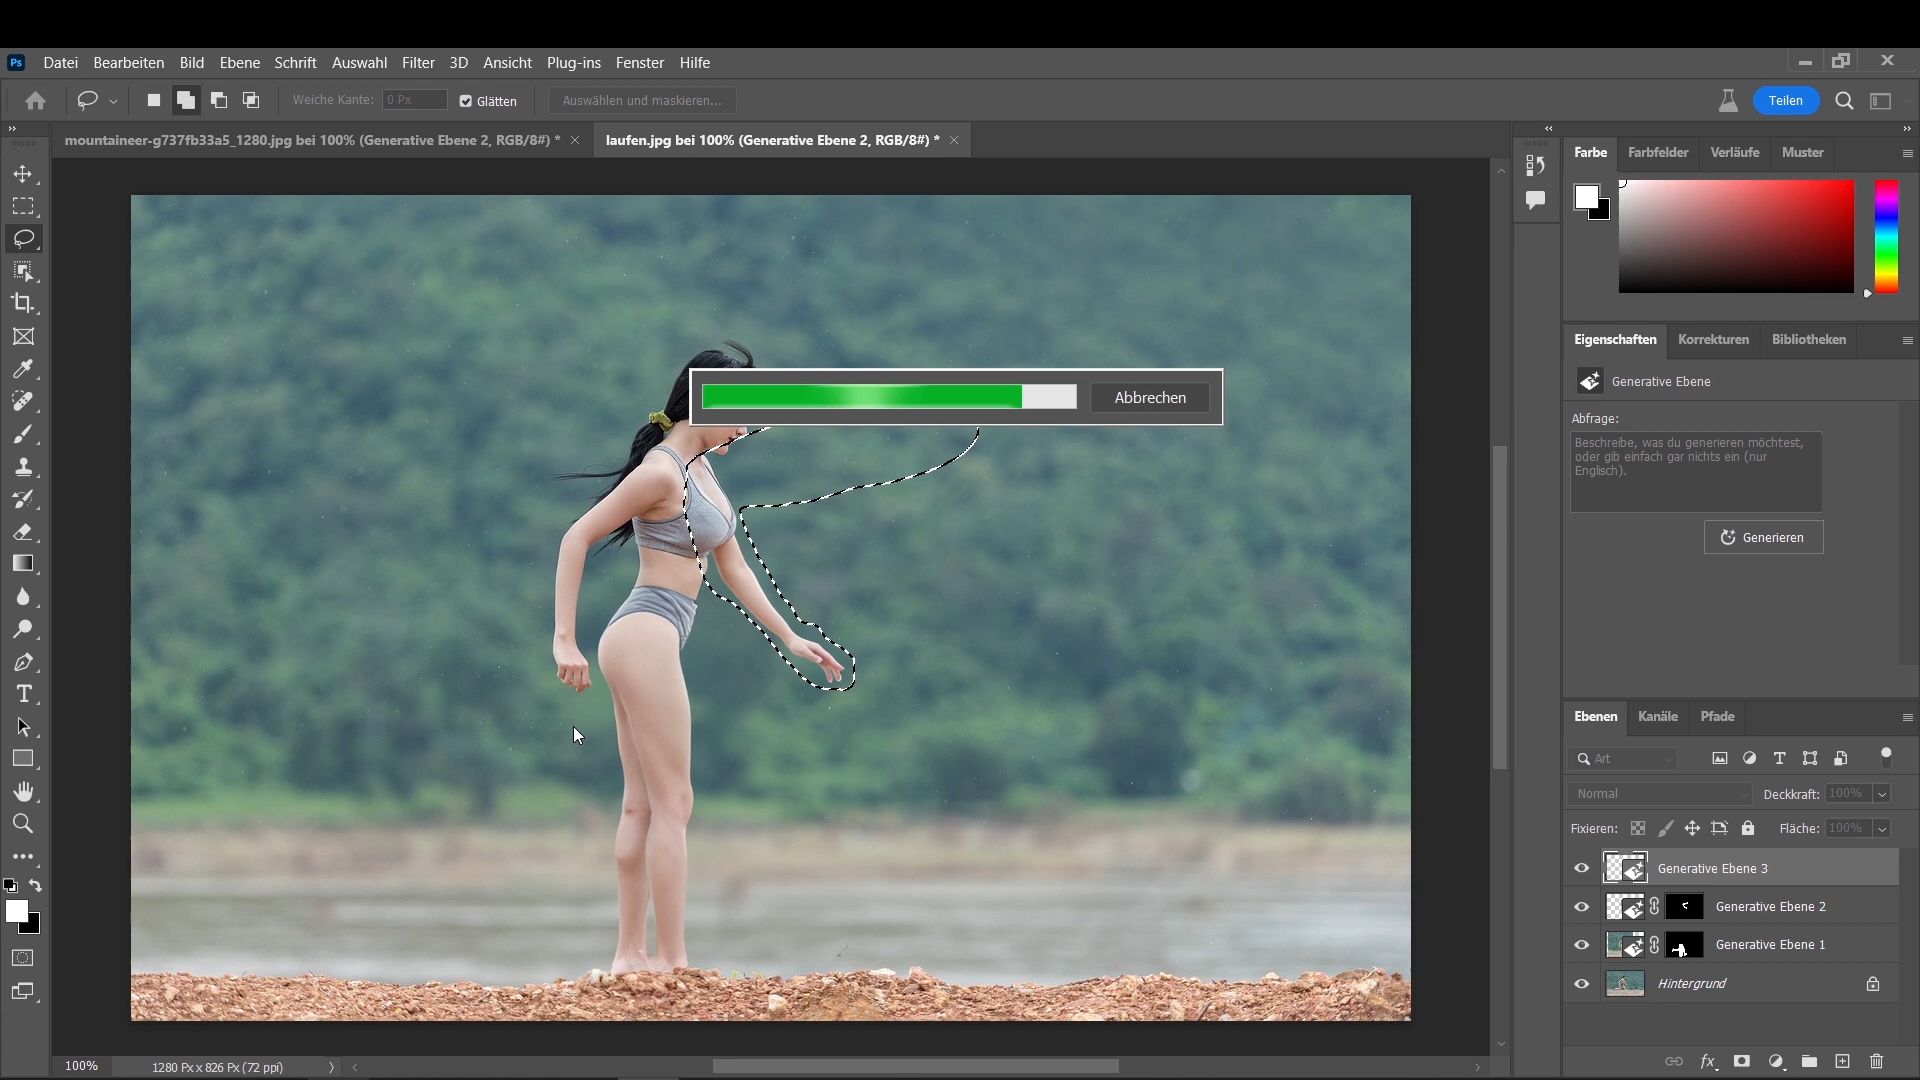 Ps Datei Bearbeiten Bild Ebene Schrift Auswahl Filter 3D Ansicht Plug-ins Fenster Hilfe
Weiche Kante: 0 Px Glätten Auswählen und maskieren... Teilen
mountaineer-g737fb33a5_1280.jpg bei 100% (Generative Ebene 2, RGB/8#) *
laufen.jpg bei 100% (Generative Ebene 2, RGB/8#) *
Farbe Farbfelder Verläufe Muster
Abbrechen
Eigenschaften Korrekturen Bibliotheken
Generative Ebene
Abfrage:
Beschreibe, was du generieren möchtest,
oder gib einfach gar nichts ein (nur
Englisch).
Generieren
Ebenen Kanäle Pfade
Art
Normal Deckkraft: 100%
Fixieren: Fläche: 100%
Generative Ebene 3
Generative Ebene 2
Generative Ebene 1
Hintergrund
fx
100% 1280 Px x 826 Px (72 ppi)